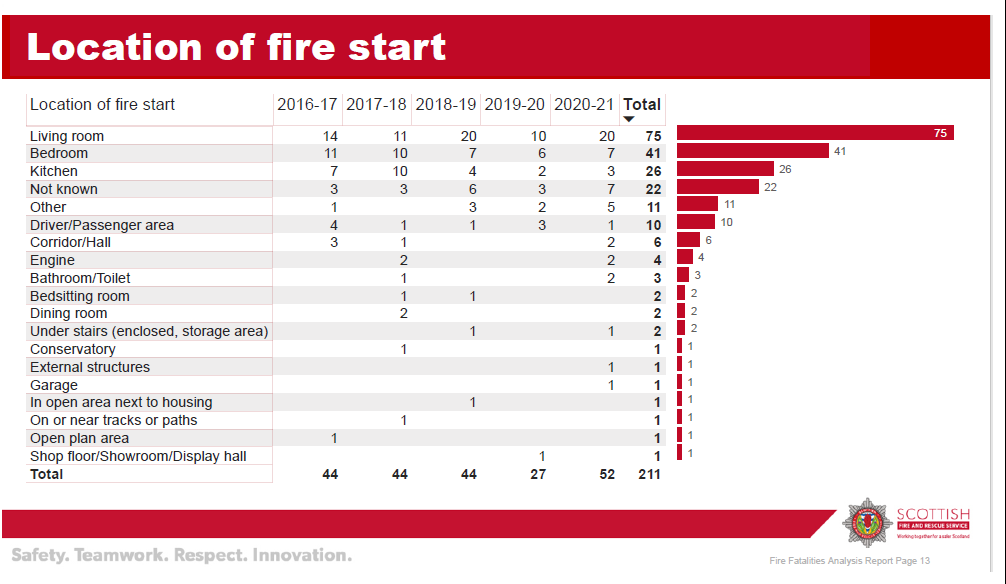 Location of fire start
Location of fire start 2016-17 2017-18 2018-19 2019-20 2020-21 Total
Living room 14 11 20 10 20 75 75
Bedroom 11 10 7 6 7 41 41
Kitchen 7 10 4 2 3 26 26
Not known 3 3 6 3 7 22 22
Other 1 3 2 5 11 11
Driver/Passenger area 4 1 1 3 1 10 10
Corridor/Hall 3 1 2 6 6
Engine 2 2 4 4
Bathroom/Toilet 1 2 3 3
Bedsitting room 1 1 2 2
Dining room 2 2 2
Under stairs (enclosed, storage area) 1 1 2 2
Conservatory 1 1 1
External structures 1 1 1
Garage 1 1 1
In open area next to housing 1 1 1
On or near tracks or paths 1 1 1
Open plan area 1 1 1
Shop floor/Showroom/Display hall 1 1 1
Total 44 44 44 27 52 211
SCOTTISH
FIRE AND RESCUE SERVICE
Working together for a safer Scotland
Safety. Teamwork. Respect. Innovation.
Fire Fatalities Analysis Report Page 13